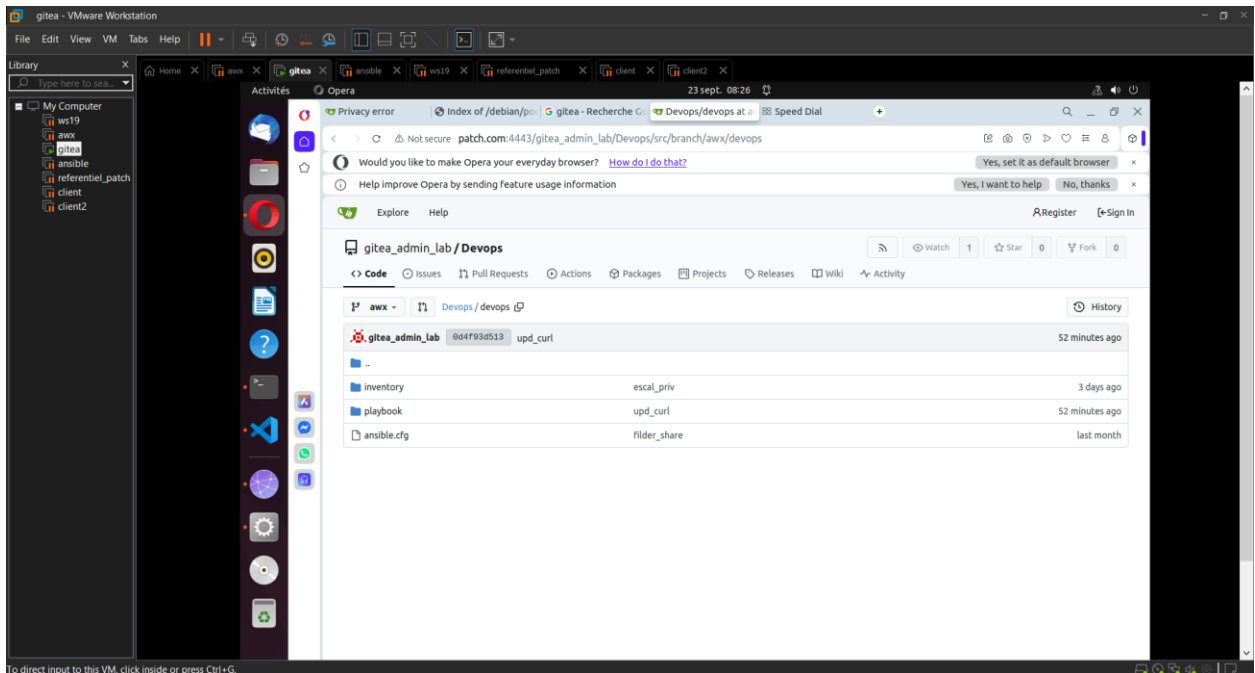 gitea - VMware Workstation
File Edit View VM Tabs Help
Library X
Type here to sea...
My Computer
ws19
awx
gitea
ansible
referentiel_patch
client
client2
Home X awx X gitea X ansible X ws19 X referentiel_patch X client X client2 X
Activités Opera 23 sept. 08:26
Privacy error Index of /debian/po Gitea - Recherche Go Devops/devops at a Speed Dial +
Not secure patch.com:4443/gitea_admin_lab/Devops/src/branch/awx/devops
Would you like to make Opera your everyday browser? How do I do that? Yes, set it as default browser ×
Help improve Opera by sending feature usage information Yes, I want to help No, thanks ×
Explore Help Register Sign In
gitea_admin_lab / Devops Watch 1 Star 0 Fork 0
Code Issues Pull Requests Actions Packages Projects Releases Wiki Activity
awx Devops / devops History
gitea_admin_lab 0d4f93d513 upd_curl 52 minutes ago
..
inventory escal_priv 3 days ago
playbook upd_curl 52 minutes ago
ansible.cfg filder_share last month
To direct input to this VM, click inside or press Ctrl+G.